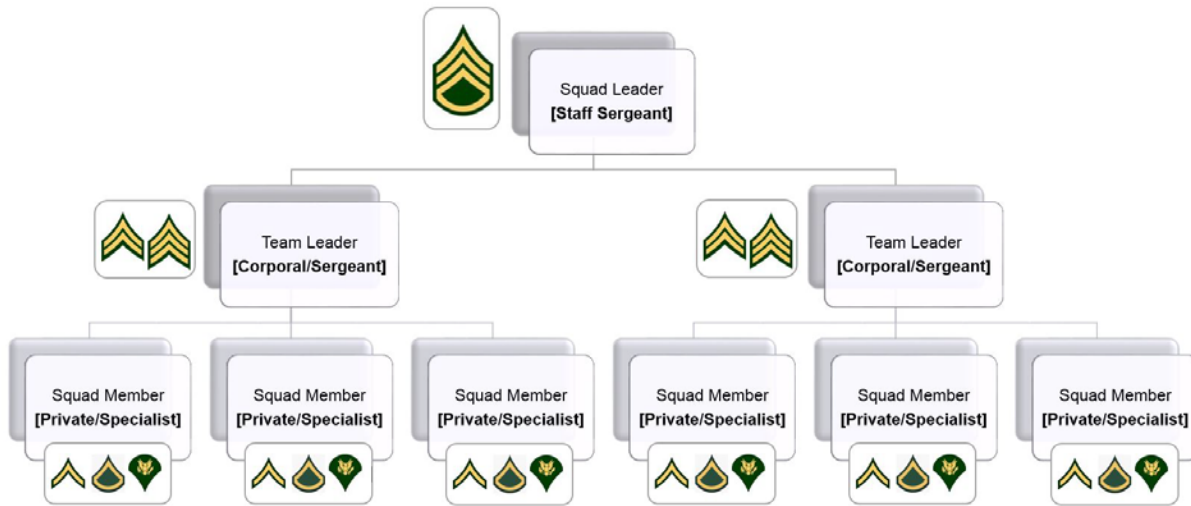 Squad Leader
[Staff Sergeant]
Team Leader
[Corporal/Sergeant]
Team Leader
[Corporal/Sergeant]
Squad Member
[Private/Specialist]
Squad Member
[Private/Specialist]
Squad Member
[Private/Specialist]
Squad Member
[Private/Specialist]
Squad Member
[Private/Specialist]
Squad Member
[Private/Specialist]